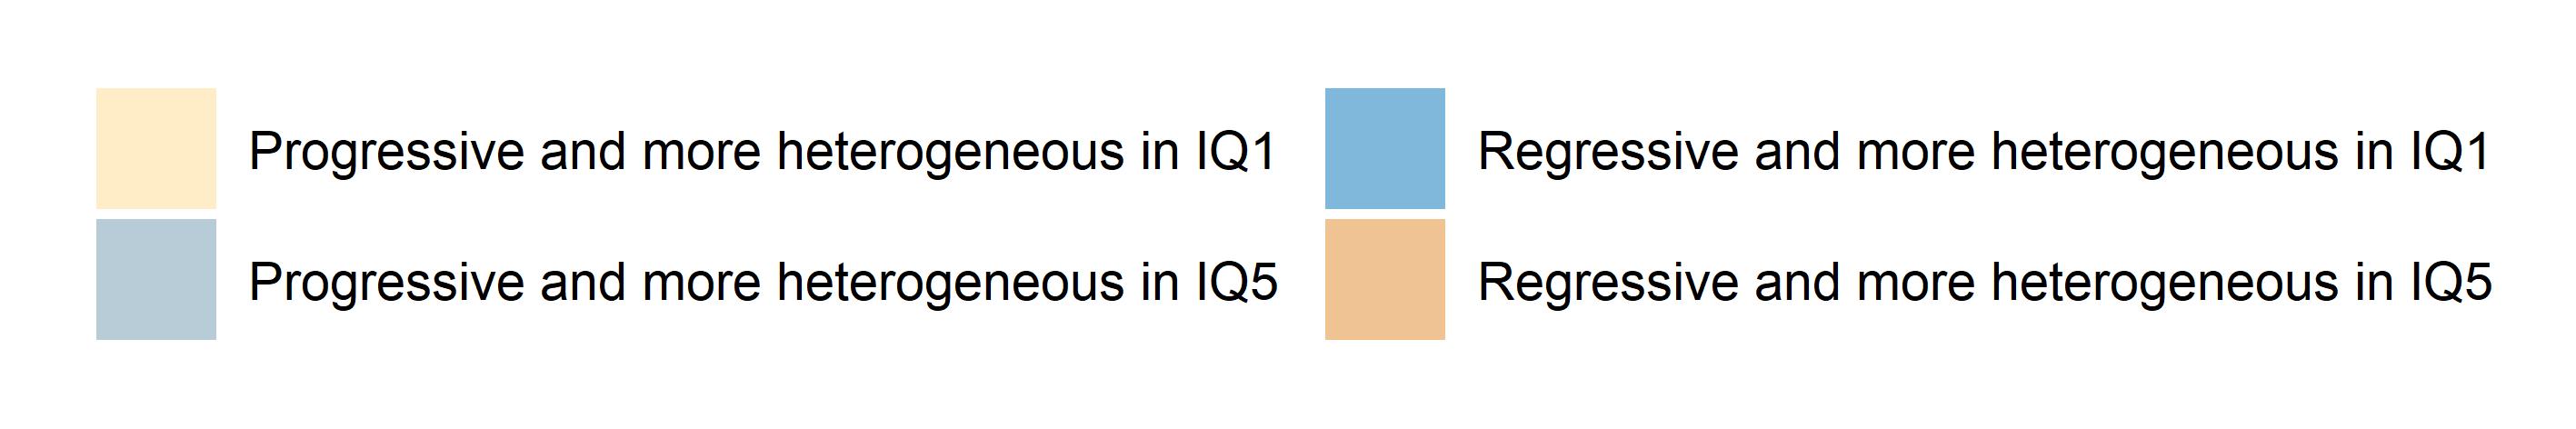 Progressive and more heterogeneous in IQ1
Progressive and more heterogeneous in IQ5
Regressive and more heterogeneous in IQ1
Regressive and more heterogeneous in IQ5